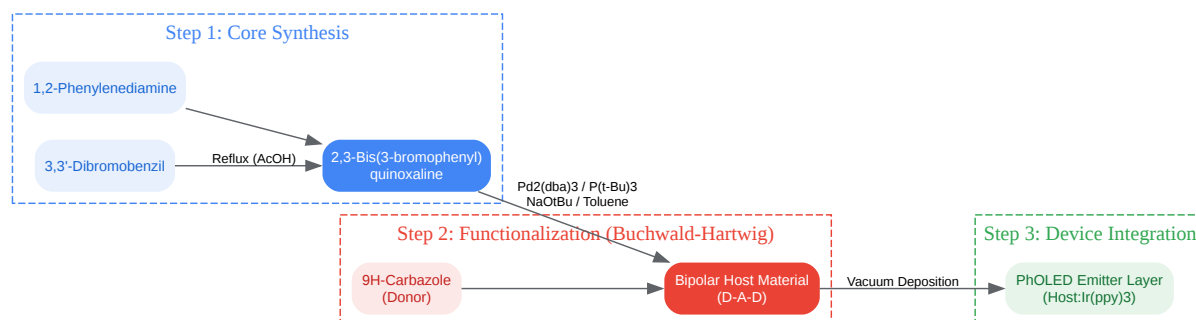 Step 1: Core Synthesis
1,2-Phenylenediamine
3,3'-Dibromobenzil
Reflux (AcOH)
2,3-Bis(3-bromophenyl)
quinoxaline
Pd2(dba)3 / P(t-Bu)3
NaOtBu / Toluene
Step 2: Functionalization (Buchwald-Hartwig)
9H-Carbazole
(Donor)
Bipolar Host Material
(D-A-D)
Vacuum Deposition
Step 3: Device Integration
PhOLED Emitter Layer
(Host:Ir(ppy)3)